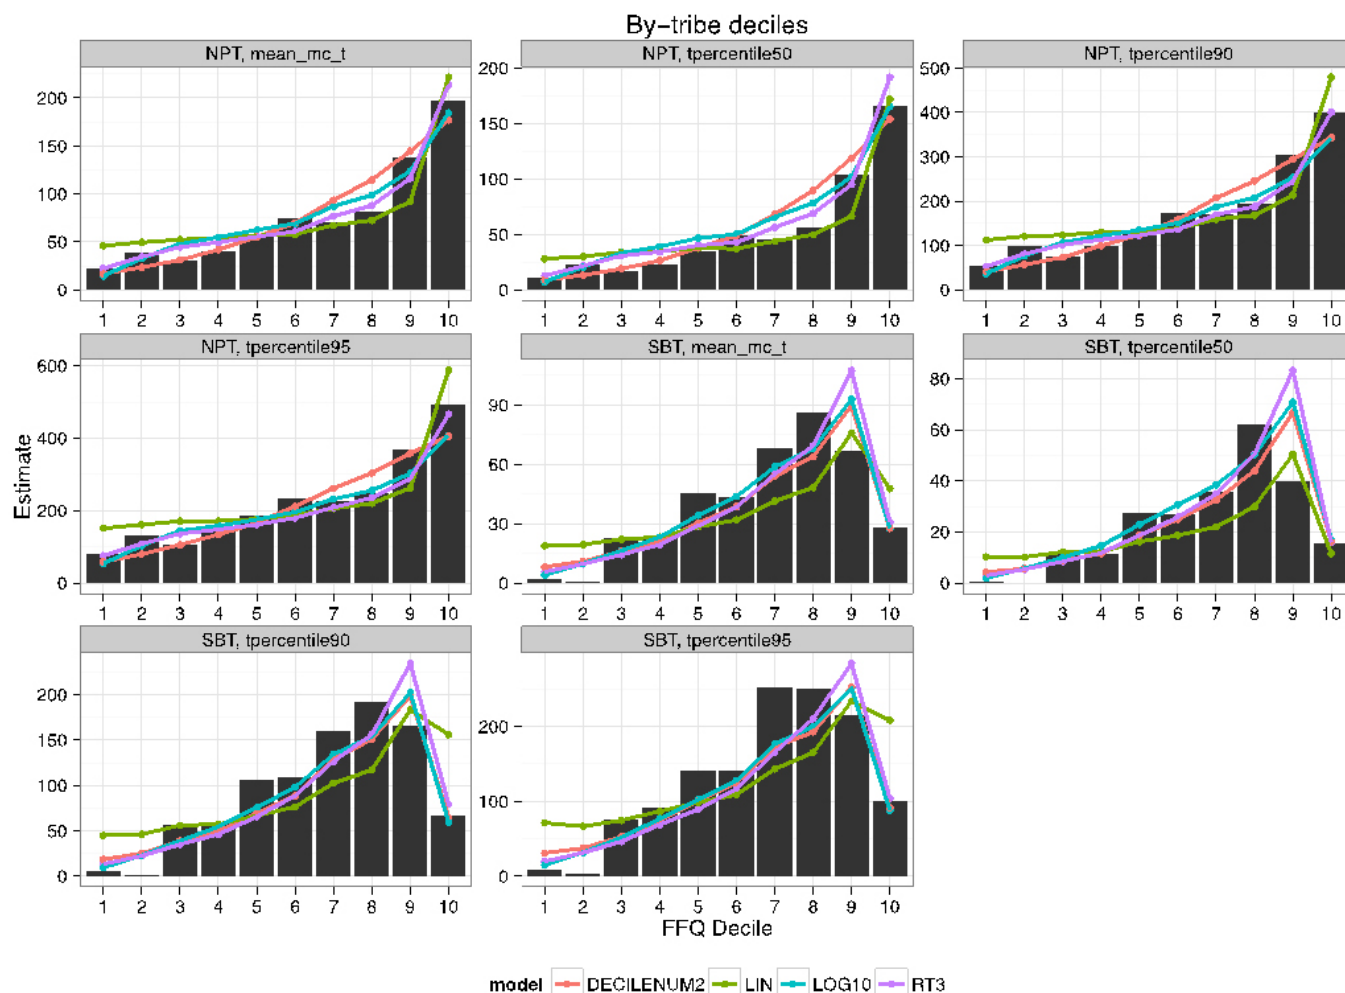 By-tribe deciles
NPT, mean_mc_t
NPT, tpercentile50
NPT, tpercentile90
200
150
100
50
0
1 2 3 4 5 6 7 8 9 10
200
150
100
50
0
1 2 3 4 5 6 7 8 9 10
500
400
300
200
100
0
1 2 3 4 5 6 7 8 9 10
NPT, tpercentile95
SBT, mean_mc_t
SBT, tpercentile50
Estimate
600
400
200
0
1 2 3 4 5 6 7 8 9 10
90
60
30
0
1 2 3 4 5 6 7 8 9 10
80
60
40
20
0
1 2 3 4 5 6 7 8 9 10
SBT, tpercentile90
SBT, tpercentile95
200
150
100
50
0
1 2 3 4 5 6 7 8 9 10
200
100
0
1 2 3 4 5 6 7 8 9 10
FFQ Decile
model DECILENUM2 LIN LOG10 RT3